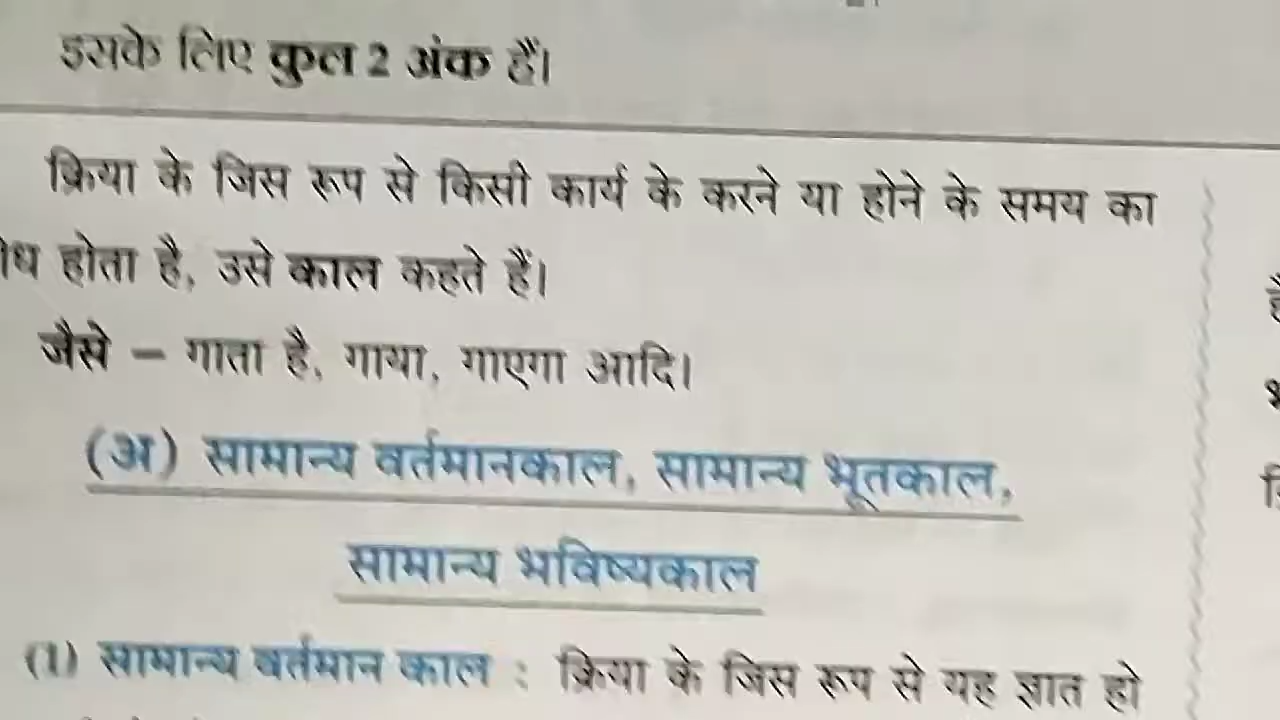 इसके लिए कुल 2 अंक हैं।
क्रिया के जिस रूप से किसी कार्य के करने या होने के समय का
होता है, उसे काल कहते हैं।
जैसे – गाता है, गाया, गाएगा आदि।
(अ) सामान्य वर्तमानकाल, सामान्य भूतकाल,
सामान्य भविष्यकाल
(1) सामान्य वर्तमान काल : क्रिया के जिस रूप से यह ज्ञात हो